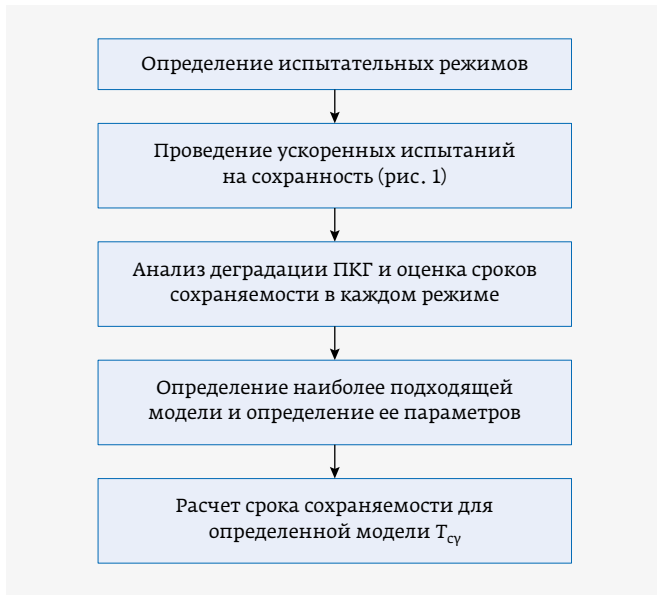 Определение испытательных режимов
Проведение ускоренных испытаний
на сохранность (рис. 1)
Анализ деградации ПКГ и оценка сроков
сохраняемости в каждом режиме
Определение наиболее подходящей
модели и определение ее параметров
Расчет срока сохраняемости для
определенной модели Tсγ